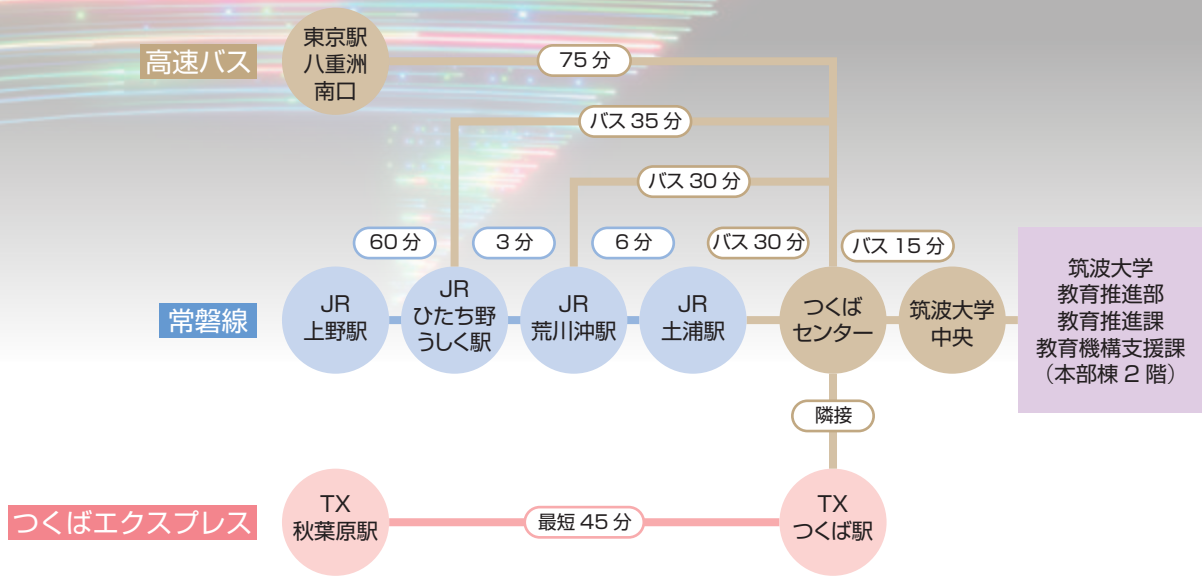 高速バス
東京駅
八重洲
南口
75分
バス35分
バス30分
60分
3分
6分
バス30分
バス15分
常磐線
JR
上野駅
JR
ひたち野
うしく駅
JR
荒川沖駅
JR
土浦駅
つくば
センター
筑波大学
中央
筑波大学
教育推進部
教育推進課
教育機構支援課
（本部棟2階）
隣接
つくばエクスプレス
TX
秋葉原駅
最短45分
TX
つくば駅